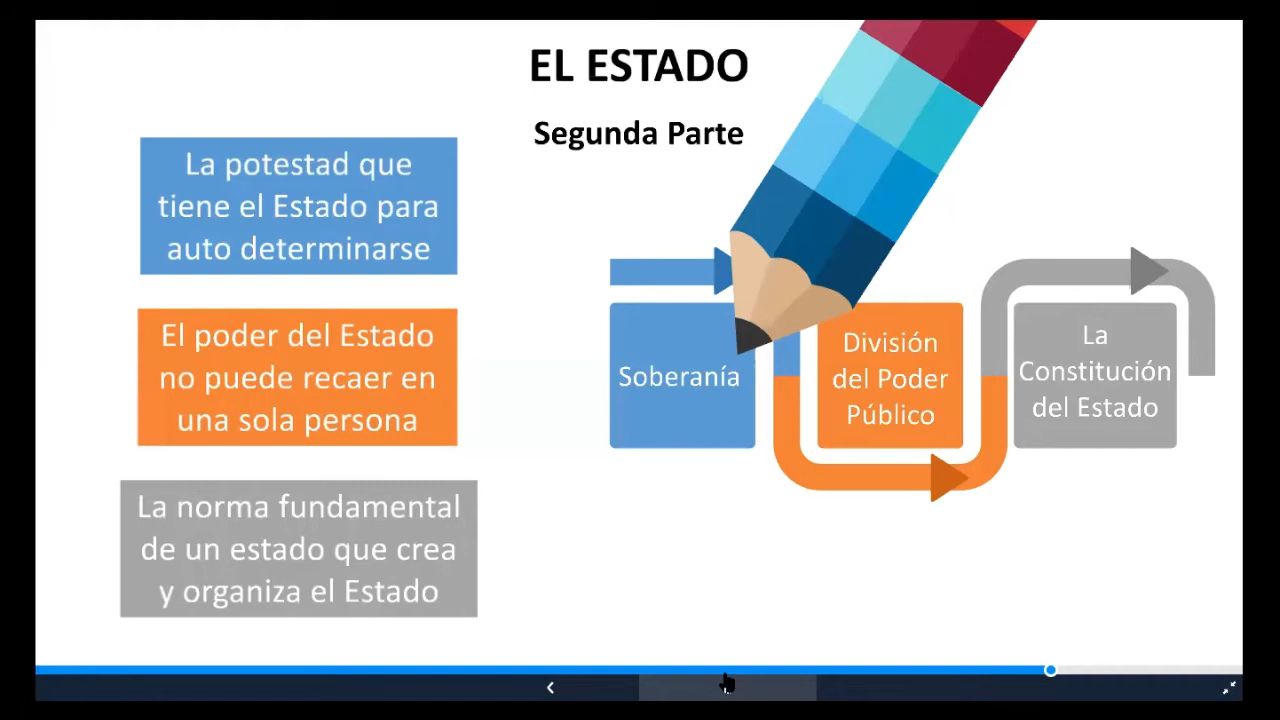 EL ESTADO
Segunda Parte
La potestad que
tiene el Estado para
auto determinarse
El poder del Estado
no puede recaer en
una sola persona
La norma fundamental
de un estado que crea
y organiza el Estado
Soberanía
División
del Poder
Público
La
Constitución
del Estado